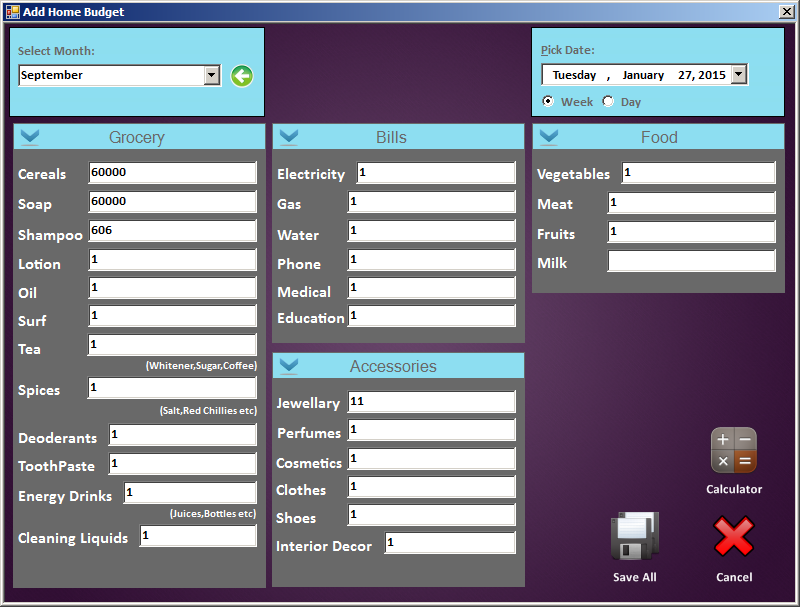 Add Home Budget
Select Month:
September
Pick Date:
Tuesday , January 27, 2015
Week Day
Grocery
Cereals 60000
Soap 60000
Shampoo 606
Lotion 1
Oil 1
Surf 1
Tea 1
(Whitener,Sugar,Coffee)
Spices 1
(Salt,Red Chillies etc)
Deoderants 1
ToothPaste 1
Energy Drinks 1
(Juices,Bottles etc)
Cleaning Liquids 1
Bills
Electricity 1
Gas 1
Water 1
Phone 1
Medical 1
Education 1
Accessories
Jewellary 11
Perfumes 1
Cosmetics 1
Clothes 1
Shoes 1
Interior Decor 1
Food
Vegetables 1
Meat 1
Fruits 1
Milk
Calculator
Save All
Cancel